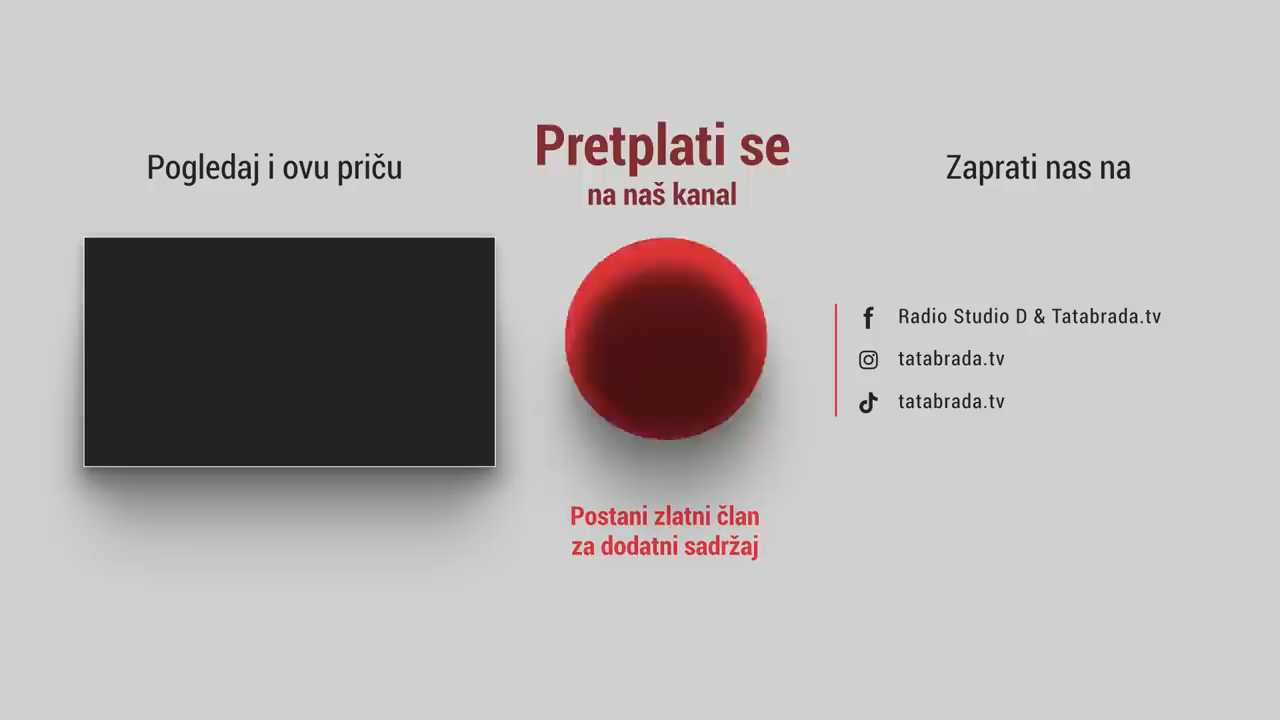 Pogledaj i ovu priču
Pretplati se
na naš kanal
Postani zlatni član
za dodatni sadržaj
Zaprati nas na
Radio Studio D & Tatabrada.tv
tatabrada.tv
tatabrada.tv